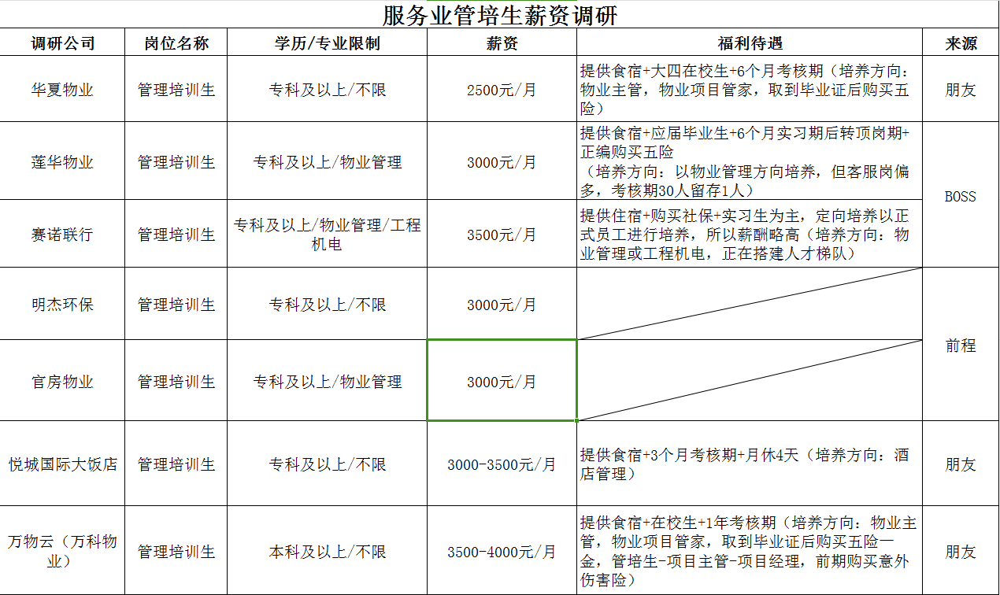 服务业管培生薪资调研
调研公司 岗位名称 学历/专业限制 薪资 福利待遇 来源
华夏物业 管理培训生 专科及以上/不限 2500元/月
提供食宿+大四在校生+6个月考核期（培养方向：
物业主管，物业项目管家，取到毕业证后购买五
险）
朋友
莲华物业 管理培训生 专科及以上/物业管理 3000元/月
提供食宿+应届毕业生+6个月实习期后转顶岗期+
正编购买五险
（培养方向：以物业管理方向培养，但客服岗偏
多，考核期30人留存1人）
BOSS
赛诺联行 管理培训生
专科及以上/物业管理/工程
机电
3500元/月
提供住宿+购买社保+实习生为主，定向培养以正
式员工进行培养，所以薪酬略高（培养方向：物
业管理或工程机电，正在搭建人才梯队）
明杰环保 管理培训生 专科及以上/不限 3000元/月
前程
官房物业 管理培训生 专科及以上/物业管理 3000元/月
悦城国际大饭店 管理培训生 专科及以上/不限 3000-3500元/月
提供食宿+3个月考核期+月休4天（培养方向：酒
店管理）
朋友
万物云（万科物
业）
管理培训生 本科及以上/不限 3500-4000元/月
提供食宿+在校生+1年考核期（培养方向：物业主
管，物业项目管家，取到毕业证后购买五险一
金，管培生-项目主管-项目经理，前期购买意外
伤害险）
朋友